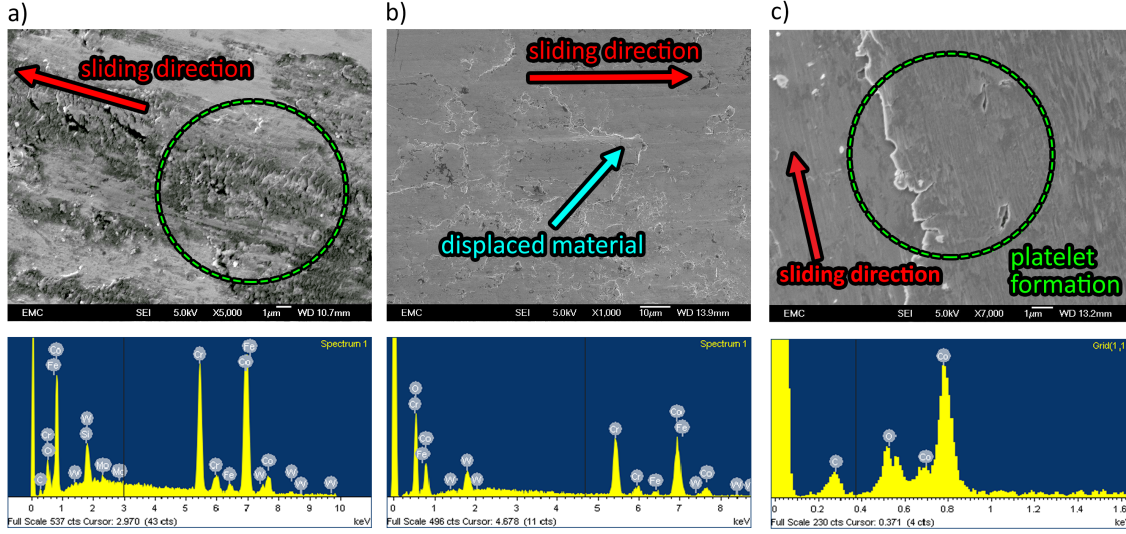 a)
b)
c)
sliding direction
sliding direction
displaced material
sliding direction
platelet
formation
EMC SEI 5.0kV X5,000 1µm WD 10.7mm
EMC SEI 5.0kV X1,000 10µm WD 13.9mm
EMC SEI 5.0kV X7,000 1µm WD 13.2mm
Spectrum 1
Co
Fe
Cr
O
C
W
W
Si
Mo
Mo
Cr
Cr
Fe
Fe
Co
W
Co
W
W
W
0 1 2 3 4 5 6 7 8 9 10
Full Scale 537 cts Cursor: 2.970 (43 cts)
keV
Spectrum 1
O
Cr
Co
Fe
W
W
W
Cr
Cr
Fe
Co
Fe
W
Co
W
W
0 1 2 3 4 5 6 7 8
Full Scale 496 cts Cursor: 4.678 (11 cts)
keV
Grid(1,1
C
O
Co
Co
0 0.2 0.4 0.6 0.8 1 1.2 1.4 1.6
Full Scale 230 cts Cursor: 0.371 (4 cts)
keV